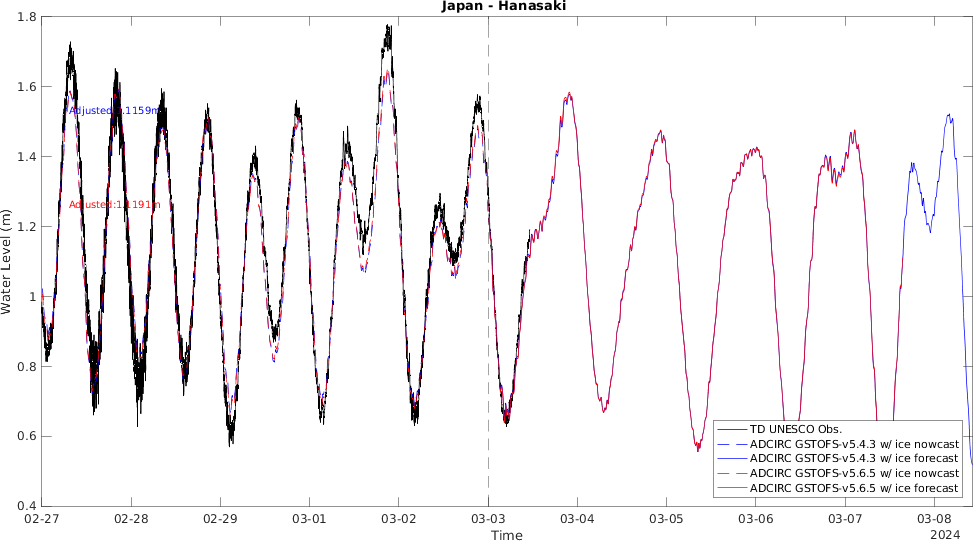 Japan - Hanasaki
1.8
1.6
1.4
1.2
1
0.8
0.6
0.4
Water Level (m)
Adjusted:
1159m
Adjusted:1.1191m
TD UNESCO Obs.
ADCIRC GSTOFS-v5.4.3 w/ ice nowcast
ADCIRC GSTOFS-v5.4.3 w/ ice forecast
ADCIRC GSTOFS-v5.6.5 w/ ice nowcast
ADCIRC GSTOFS-v5.6.5 w/ ice forecast
02-27
02-28
02-29
03-01
03-02
03-03
03-04
03-05
03-06
03-07
03-08
Time
2024